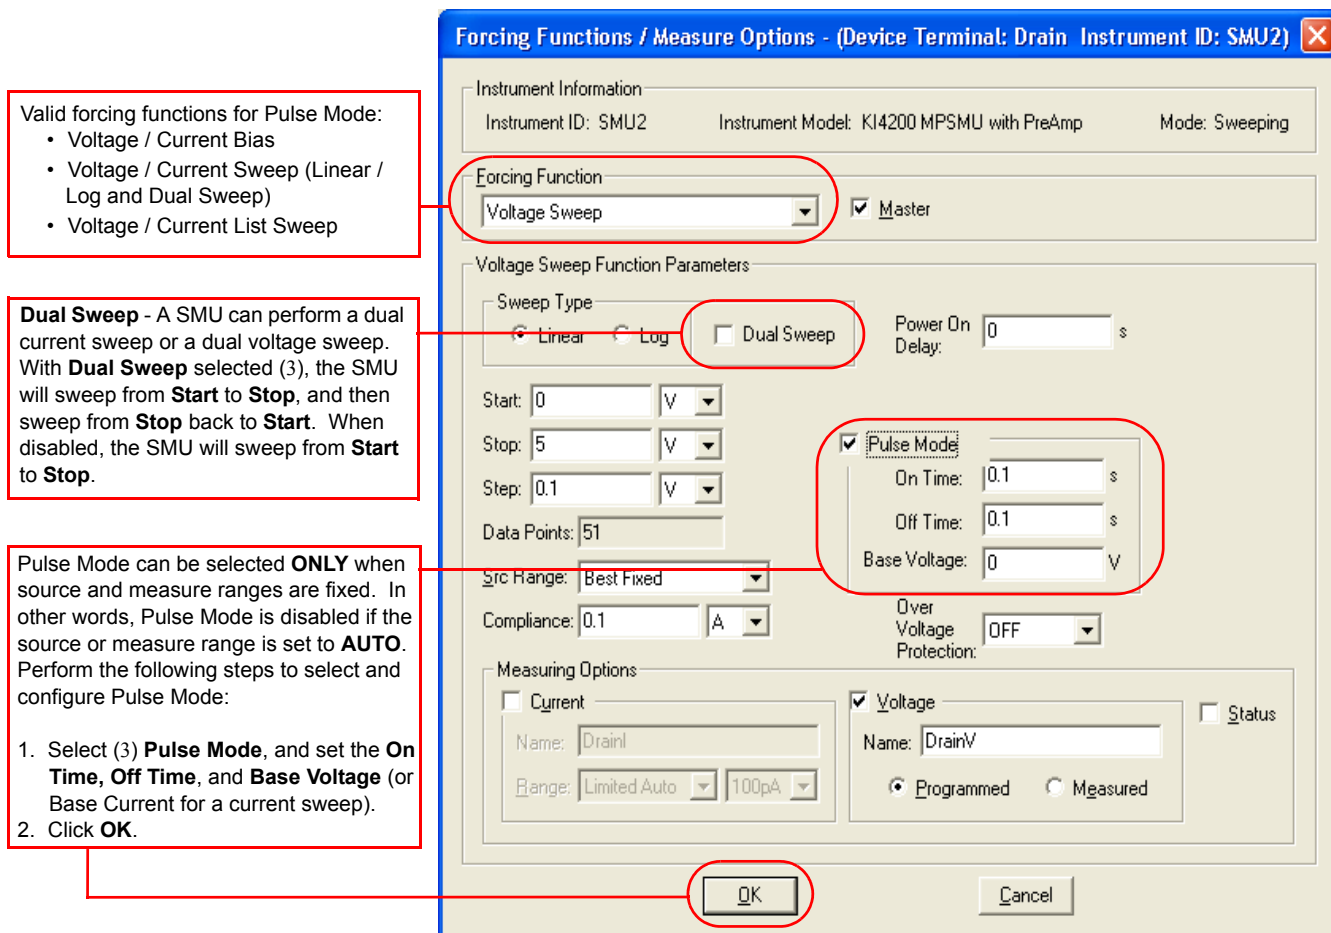 Forcing Functions / Measure Options - (Device Terminal: Drain  Instrument ID: SMU2)
Valid forcing functions for Pulse Mode:
• Voltage / Current Bias
• Voltage / Current Sweep (Linear /
Log and Dual Sweep)
• Voltage / Current List Sweep
Dual Sweep - A SMU can perform a dual
current sweep or a dual voltage sweep.
With Dual Sweep selected (3), the SMU
will sweep from Start to Stop, and then
sweep from Stop back to Start.  When
disabled, the SMU will sweep from Start
to Stop.
Pulse Mode can be selected ONLY when
source and measure ranges are fixed.  In
other words, Pulse Mode is disabled if the
source or measure range is set to AUTO.
Perform the following steps to select and
configure Pulse Mode:
1.  Select (3) Pulse Mode, and set the On
Time, Off Time, and Base Voltage (or
Base Current for a current sweep).
2.  Click OK.
Instrument Information
Instrument ID: SMU2  Instrument Model: KI4200 MPSMU with PreAmp  Mode: Sweeping
Forcing Function
Voltage Sweep  Master
Voltage Sweep Function Parameters
Sweep Type
Linear  Log  Dual Sweep
Power On
Delay: 0 s
Start: 0 V
Stop: 5 V
Step: 0.1 V
Data Points: 51
Src Range: Best Fixed
Compliance: 0.1 A
Pulse Mode
On Time: 0.1 s
Off Time: 0.1 s
Base Voltage: 0 V
Over
Voltage
Protection: OFF
Measuring Options
Current
Name: DrainI
Range: Limited Auto 100pA
Voltage
Name: DrainV
Programmed  Measured
Status
OK  Cancel